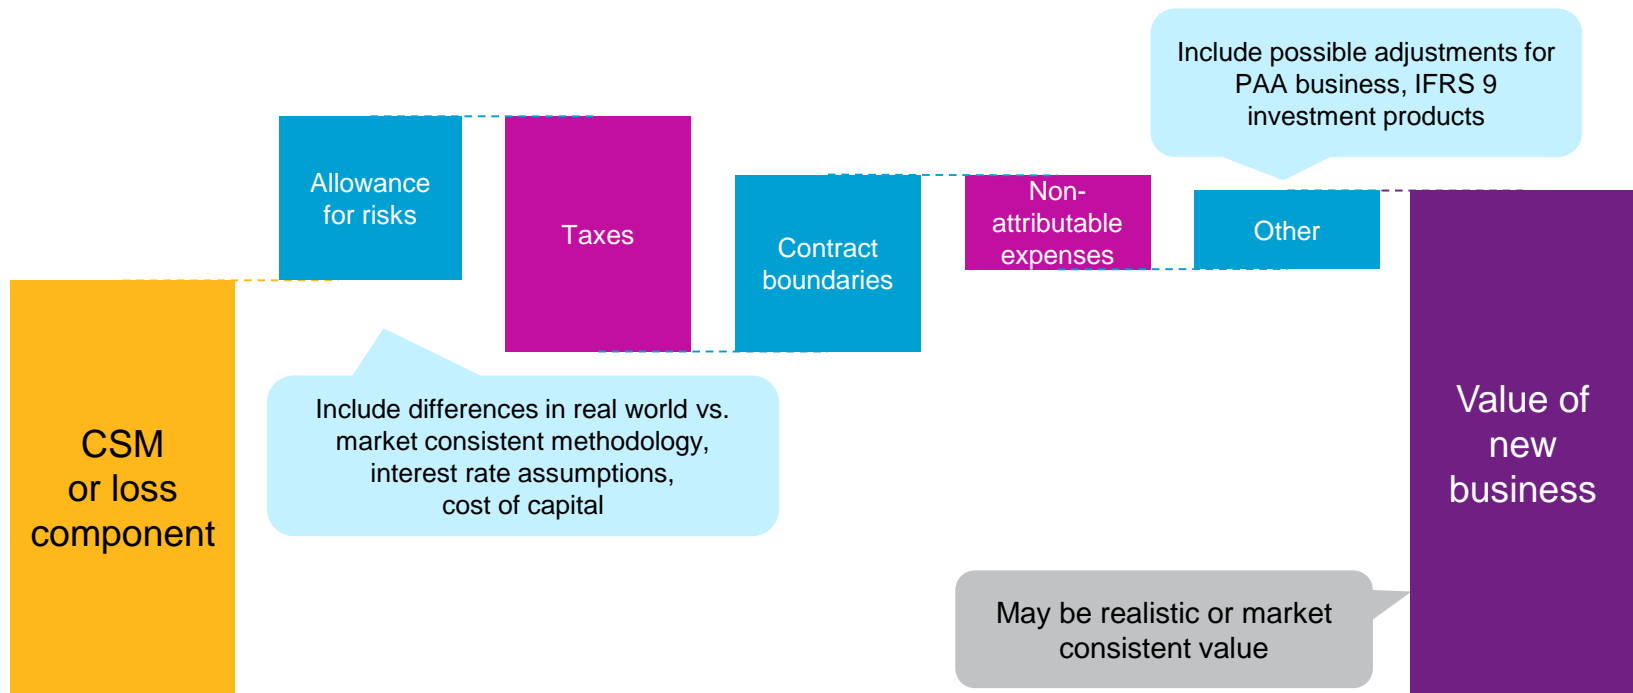 Include possible adjustments for
PAA business, IFRS 9
investment products
Allowance
for risks
Taxes
Contract
boundaries
Non-
attributable
expenses
Other
Include differences in real world vs.
market consistent methodology,
interest rate assumptions,
cost of capital
CSM
or loss
component
Value of
new
business
May be realistic or market
consistent value